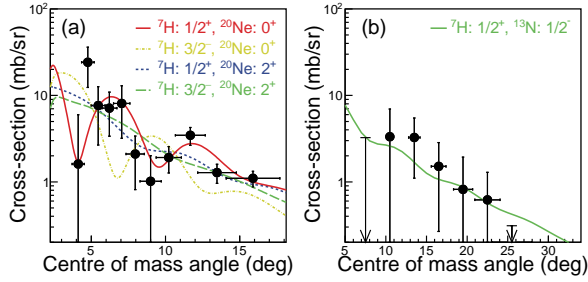 (a)
⁷H: 1/2⁺, ²⁰Ne: 0⁺
⁷H: 3/2⁻, ²⁰Ne: 0⁺
⁷H: 1/2⁺, ²⁰Ne: 2⁺
⁷H: 3/2⁻, ²⁰Ne: 2⁺
10²
10
1
Cross-section (mb/sr)
5 10 15
Centre of mass angle (deg)
(b)
⁷H: 1/2⁺, ¹³N: 1/2⁻
10²
10
1
Cross-section (mb/sr)
5 10 15 20 25 30
Centre of mass angle (deg)